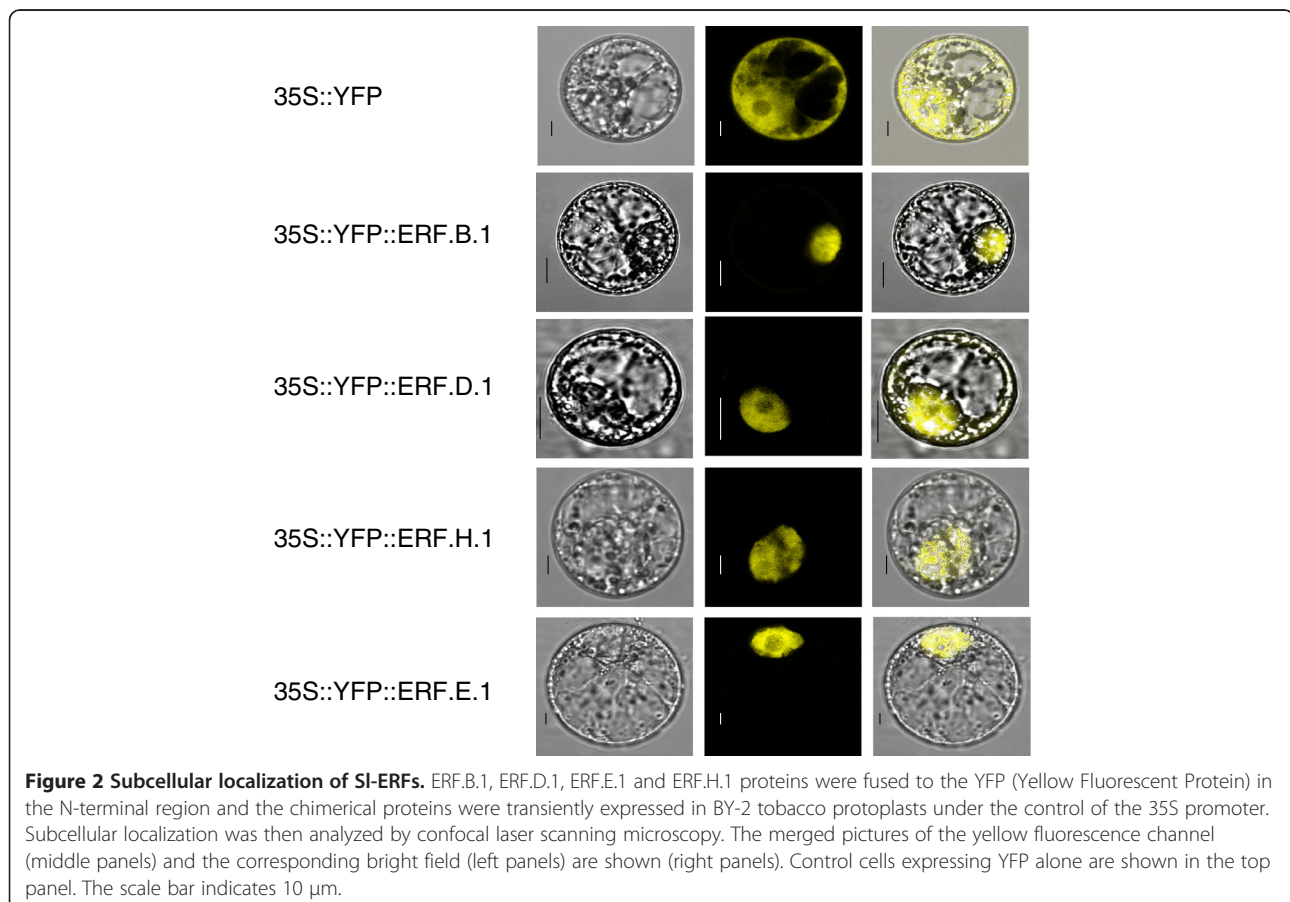 35S::YFP
35S::YFP::ERF.B.1
35S::YFP::ERF.D.1
35S::YFP::ERF.H.1
35S::YFP::ERF.E.1
Figure 2 Subcellular localization of Sl-ERFs. ERF.B.1, ERF.D.1, ERF.E.1 and ERF.H.1 proteins were fused to the YFP (Yellow Fluorescent Protein) in
the N-terminal region and the chimerical proteins were transiently expressed in BY-2 tobacco protoplasts under the control of the 35S promoter.
Subcellular localization was then analyzed by confocal laser scanning microscopy. The merged pictures of the yellow fluorescence channel
(middle panels) and the corresponding bright field (left panels) are shown (right panels). Control cells expressing YFP alone are shown in the top
panel. The scale bar indicates 10 μm.